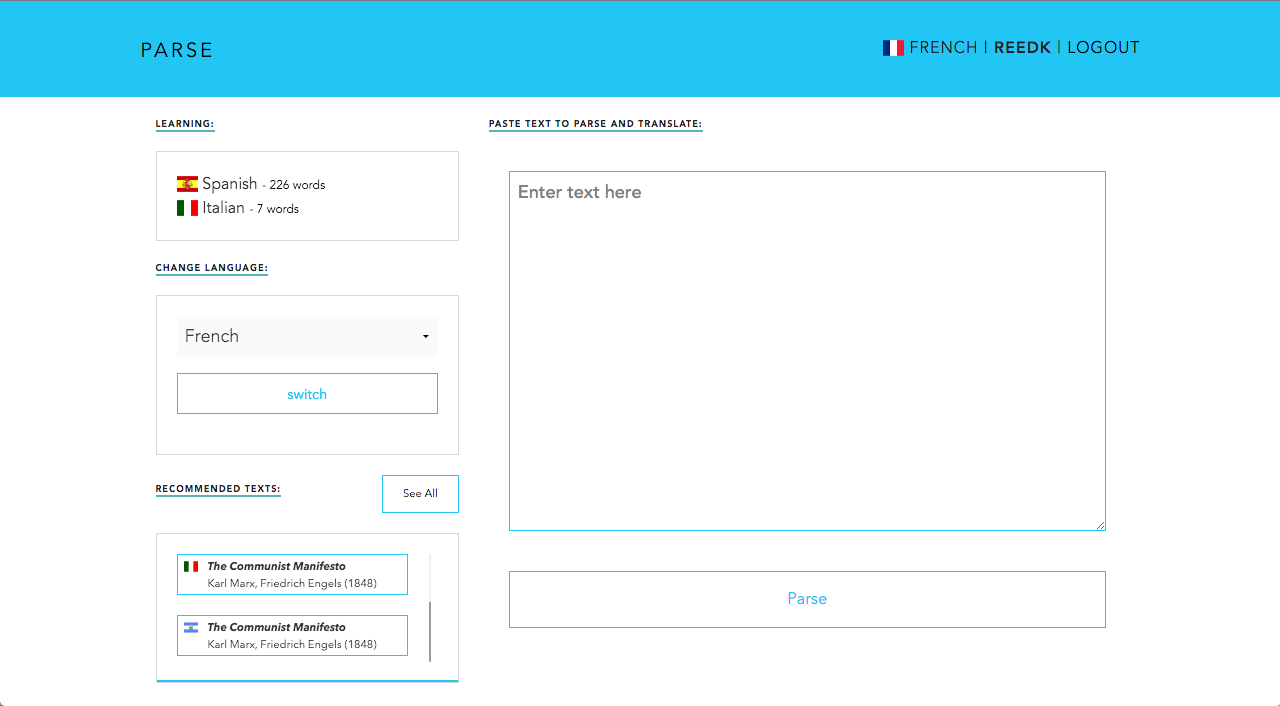 PARSE
FRENCH | REEDK | LOGOUT
LEARNING:
Spanish - 226 words
Italian - 7 words
CHANGE LANGUAGE:
French
switch
RECOMMENDED TEXTS:
See All
The Communist Manifesto
Karl Marx, Friedrich Engels (1848)
The Communist Manifesto
Karl Marx, Friedrich Engels (1848)
PASTE TEXT TO PARSE AND TRANSLATE:
Enter text here
Parse